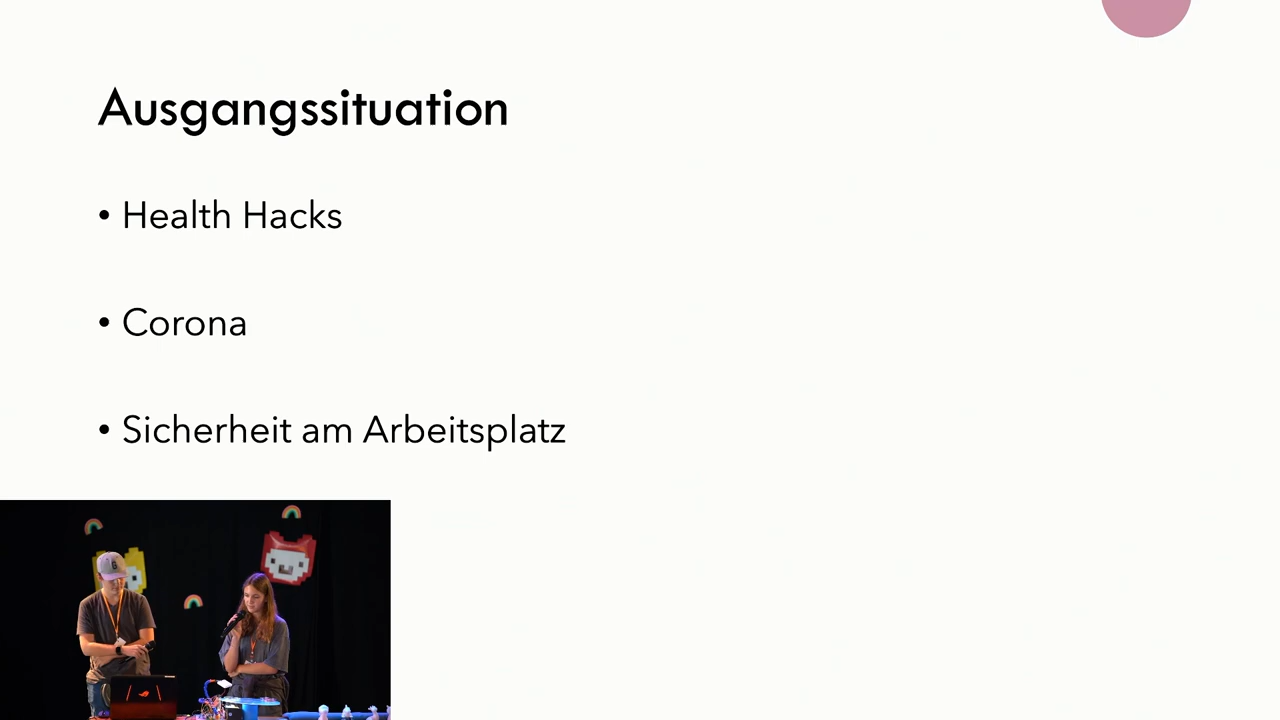 Ausgangssituation
• Health Hacks
• Corona
• Sicherheit am Arbeitsplatz